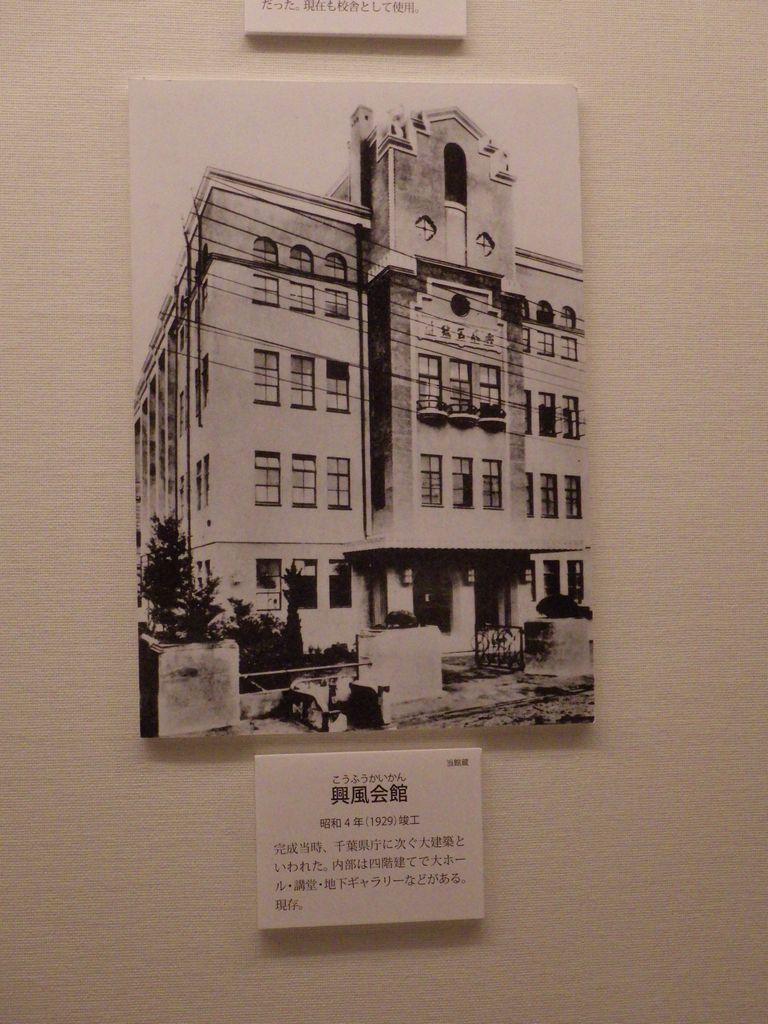 だった。現在も校舎として使用。
当館蔵
こうふうかいかん
興風会館
昭和 4 年(1929)竣工
完成当時、千葉県庁に次ぐ大建築と
いわれた。内部は四階建てで大ホー
ル・講堂・地下ギャラリーなどがある。
現存。